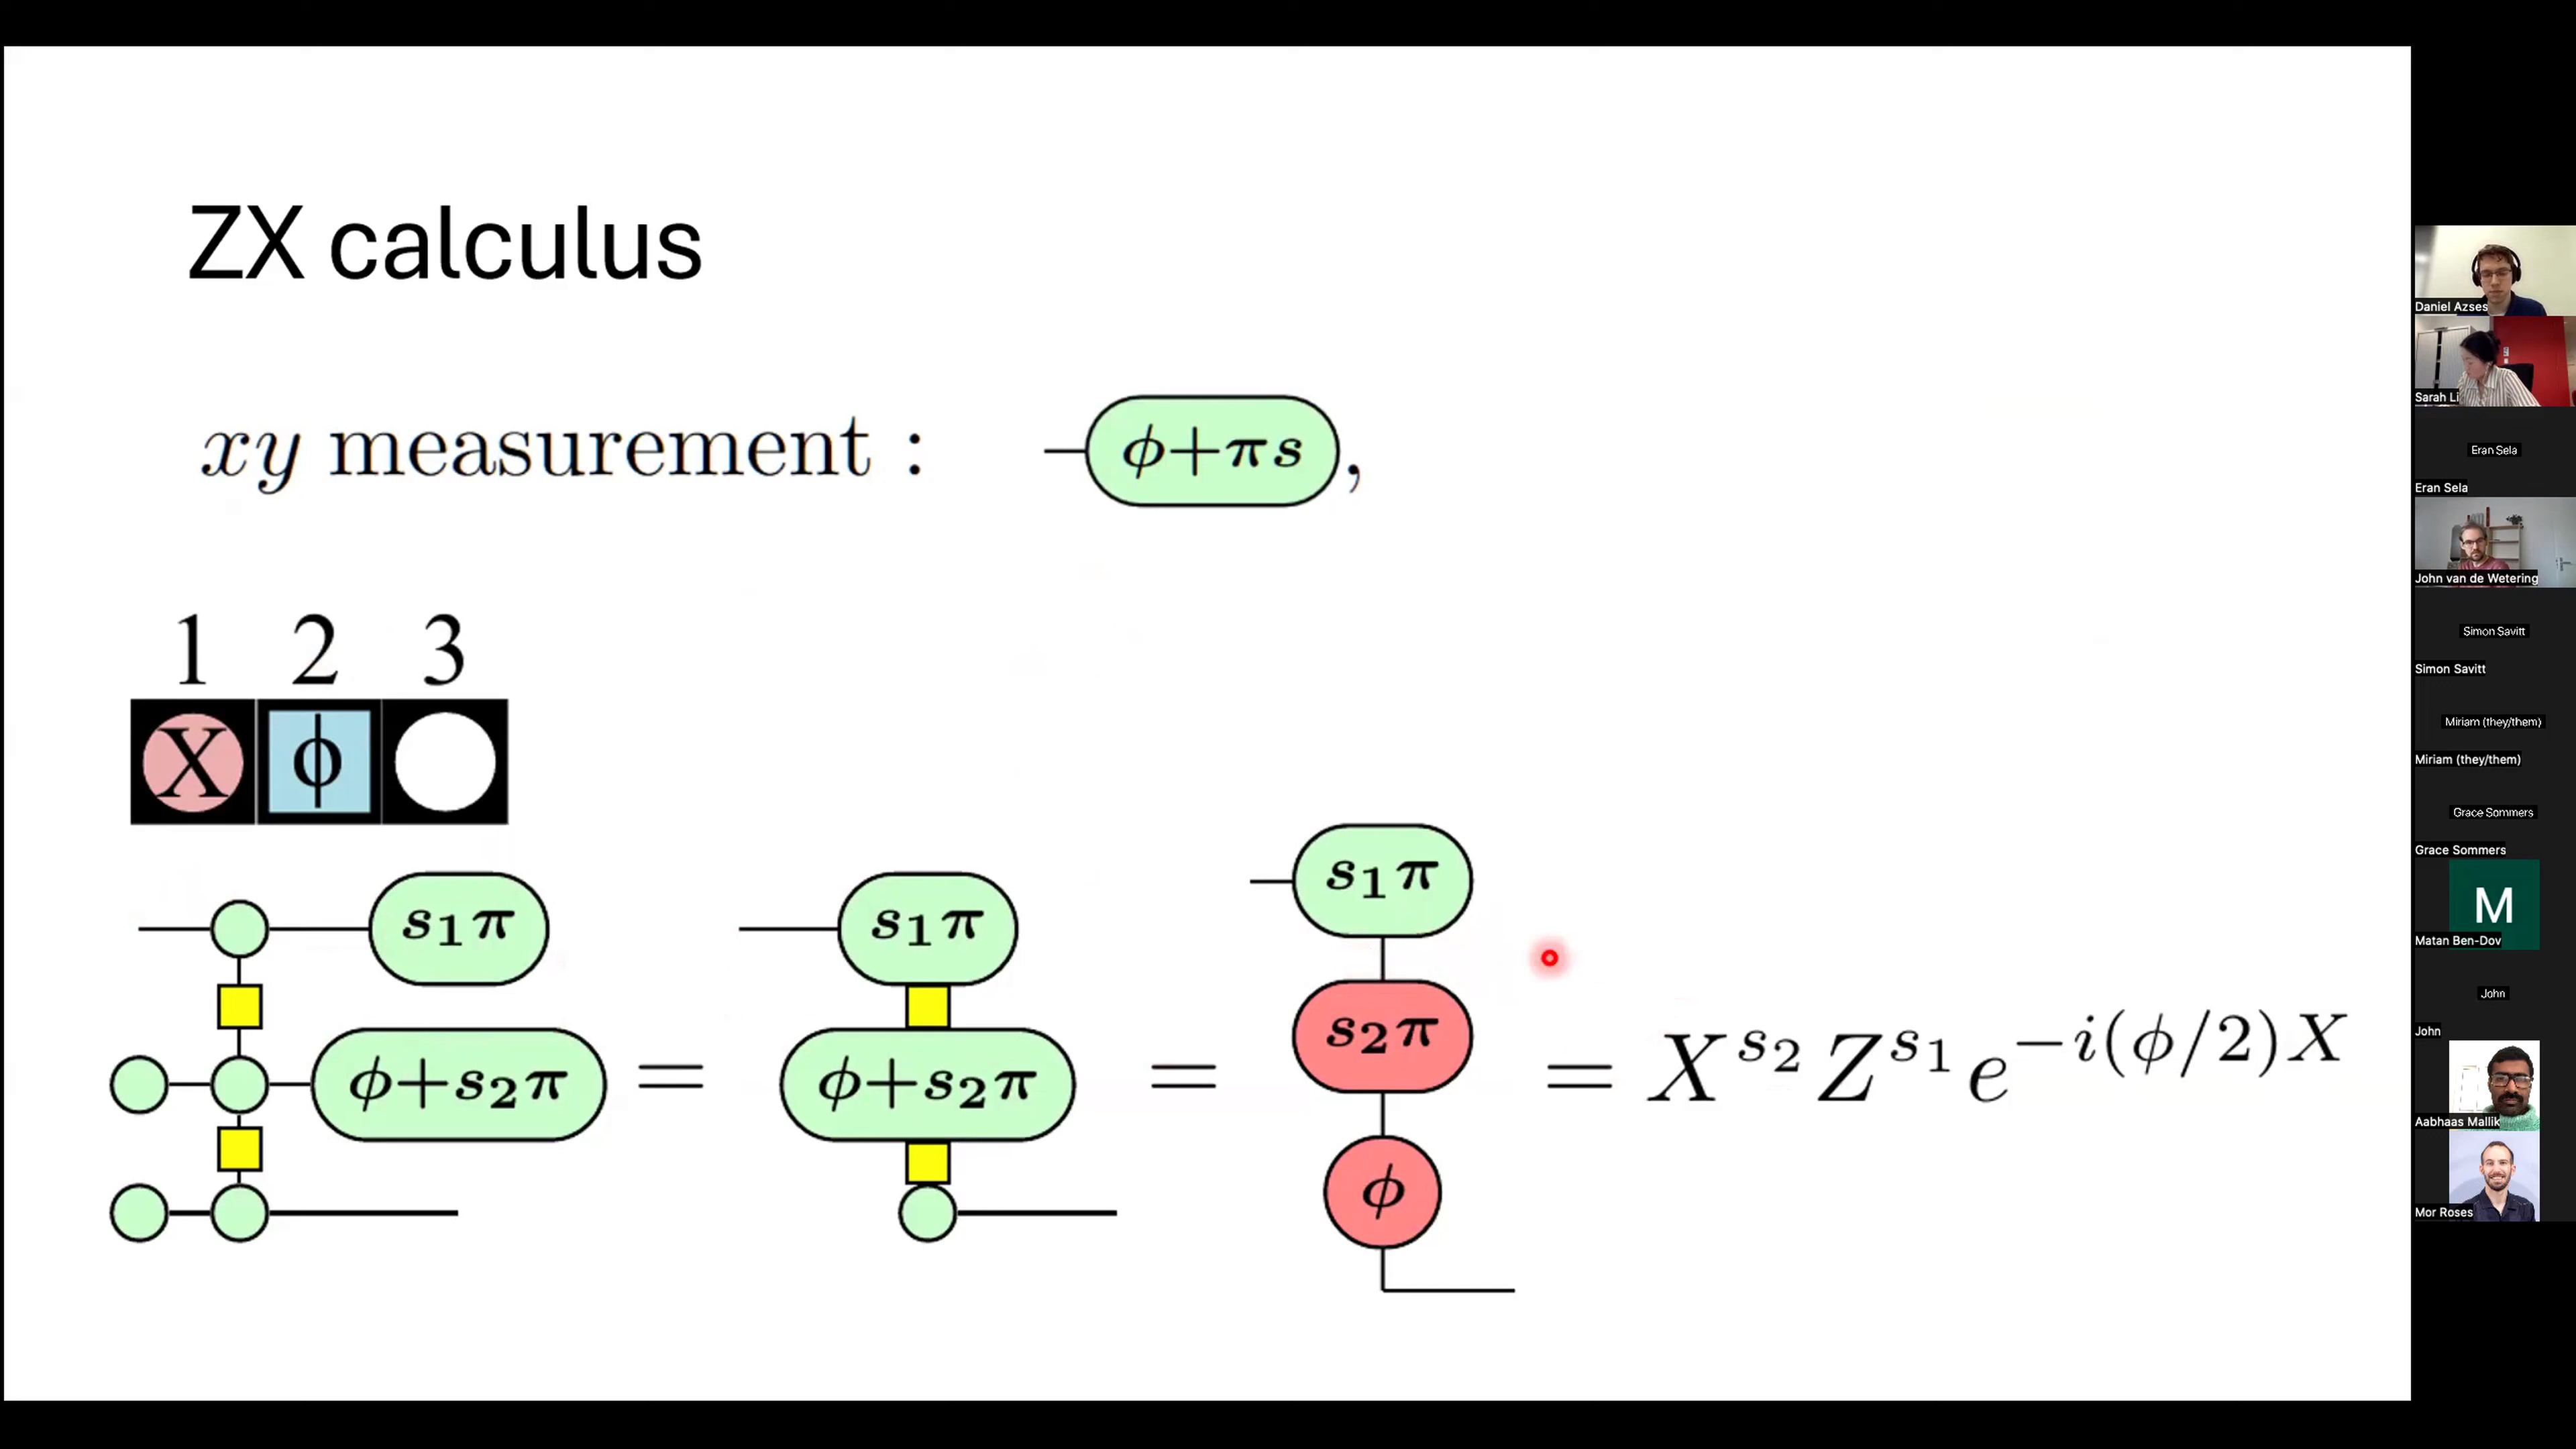 ZX calculus
xy measurement :
ϕ+πs,
1 2 3
X ϕ
s₁π
ϕ+s₂π
=
s₁π
ϕ+s₂π
=
s₁π
s₂π
ϕ
= X^{s₂} Z^{s₁} e^{-i(ϕ/2)X}
Daniel Azses
Sarah Li
Eran Sela
Eran Sela
John van de Wetering
Simon Savitt
Simon Savitt
Miriam (they/them)
Miriam (they/them)
Grace Sommers
Grace Sommers
M
Matan Ben-Dov
John
John
Aabhaas Mallik
Mor Roses